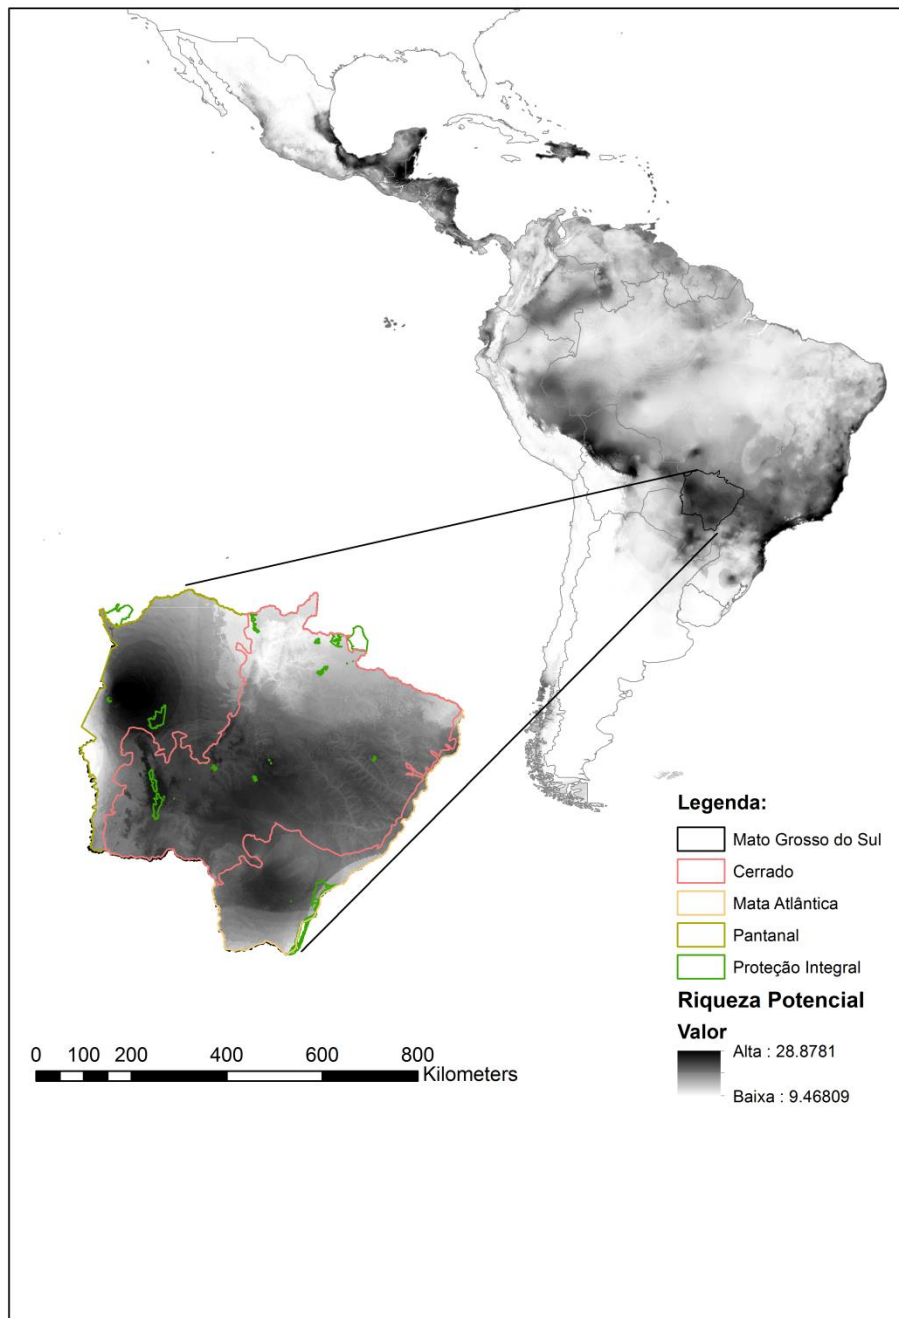 Legenda:
Mato Grosso do Sul
Cerrado
Mata Atlântica
Pantanal
Proteção Integral
Riqueza Potencial
Valor
Alta : 28.8781
Baixa : 9.46809
0 100 200 400 600 800
Kilometers